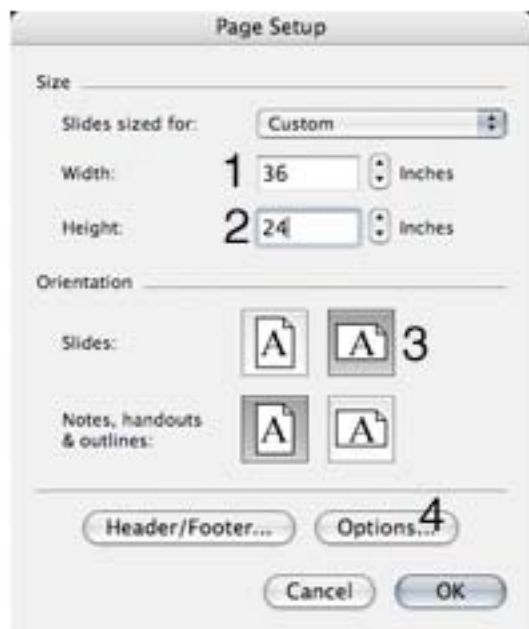 Page Setup
Size
Slides sized for: Custom
Width: 1 36 Inches
Height: 2 24 Inches
Orientation
Slides: A A 3
Notes, handouts
& outlines: A A
Header/Footer... Options... 4
Cancel OK